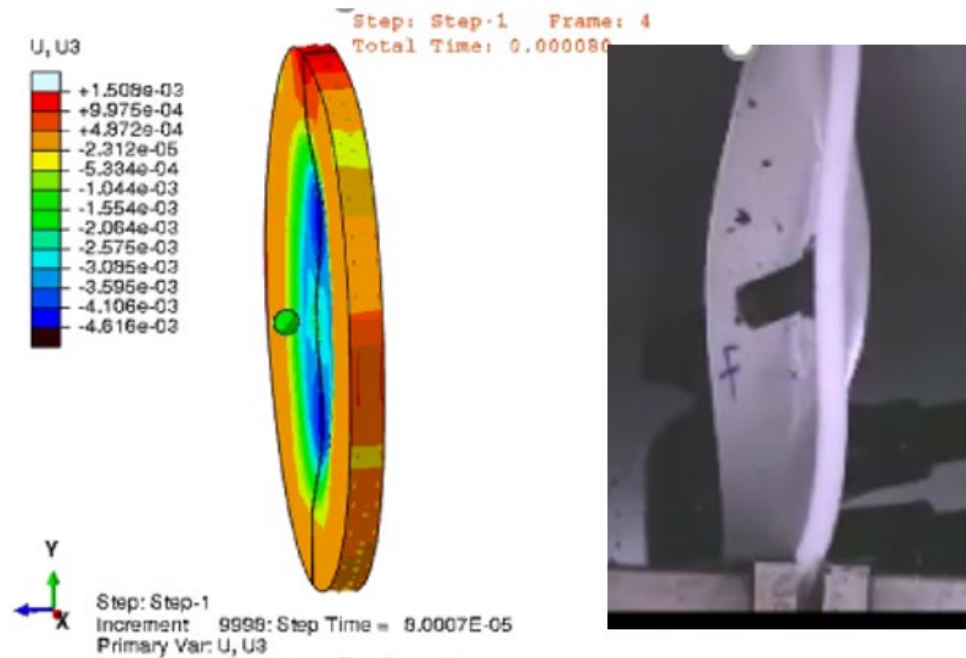 Step: Step-1 Frame: 4
Total Time: 0.000080
U, U3
+1.508e-03
+9.975e-04
+4.872e-04
-2.312e-05
-5.334e-04
-1.044e-03
-1.554e-03
-2.064e-03
-2.575e-03
-3.085e-03
-3.595e-03
-4.106e-03
-4.616e-03
F
Y
X
Step: Step-1
Increment 9998: Step Time = 8.0007E-05
Primary Var: U, U3